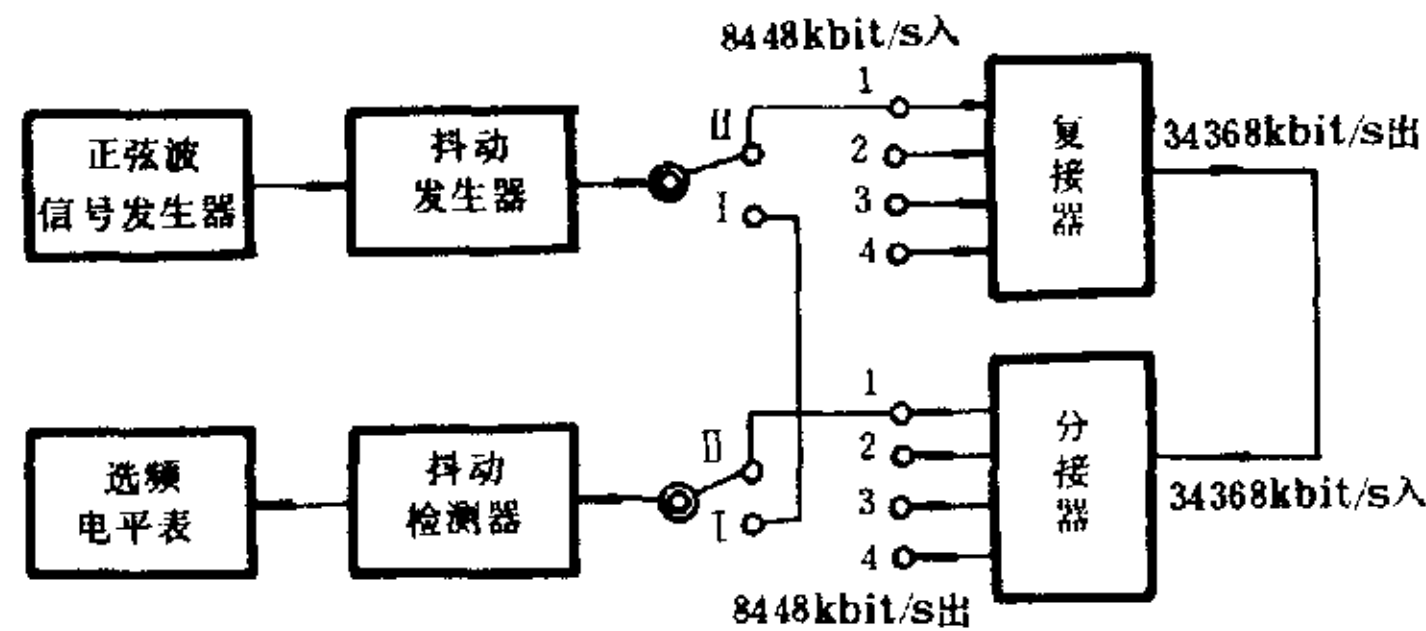 8448kbit/s入
正弦波
信号发生器
抖动
发生器
II
I
1
2
3
4
复接器
34368kbit/s出
选频
电平表
抖动
检测器
II
I
1
2
3
4
分接器
34368kbit/s入
8448kbit/s出